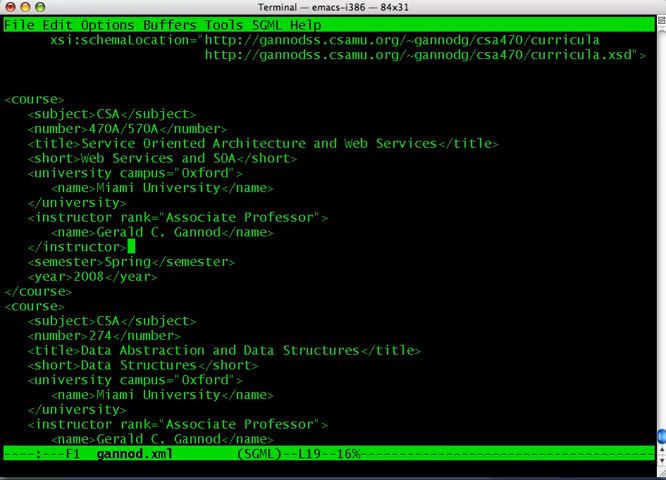 Terminal — emacs-i386 — 84x31
File Edit Options Buffers Tools SGML Help
xsi:schemaLocation="http://gannodss.csamu.org/~gannodg/csa470/curricula
http://gannodss.csamu.org/~gannodg/csa470/curricula.xsd">
<course>
<subject>CSA</subject>
<number>470A/570A</number>
<title>Service Oriented Architecture and Web Services</title>
<short>Web Services and SOA</short>
<university campus="Oxford">
<name>Miami University</name>
</university>
<instructor rank="Associate Professor">
<name>Gerald C. Gannod</name>
</instructor>
<semester>Spring</semester>
<year>2008</year>
</course>
<course>
<subject>CSA</subject>
<number>274</number>
<title>Data Abstraction and Data Structures</title>
<short>Data Structures</short>
<university campus="Oxford">
<name>Miami University</name>
</university>
<instructor rank="Associate Professor">
<name>Gerald C. Gannod</name>
----:---F1  gannod.xml        (SGML)--L19--16%--------------------------------------